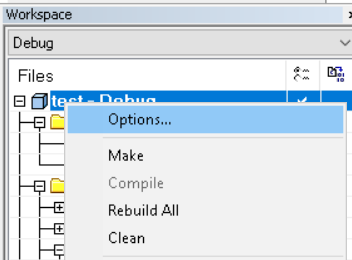 Workspace
Debug
Files
test - Debug
Options...
Make
Compile
Rebuild All
Clean